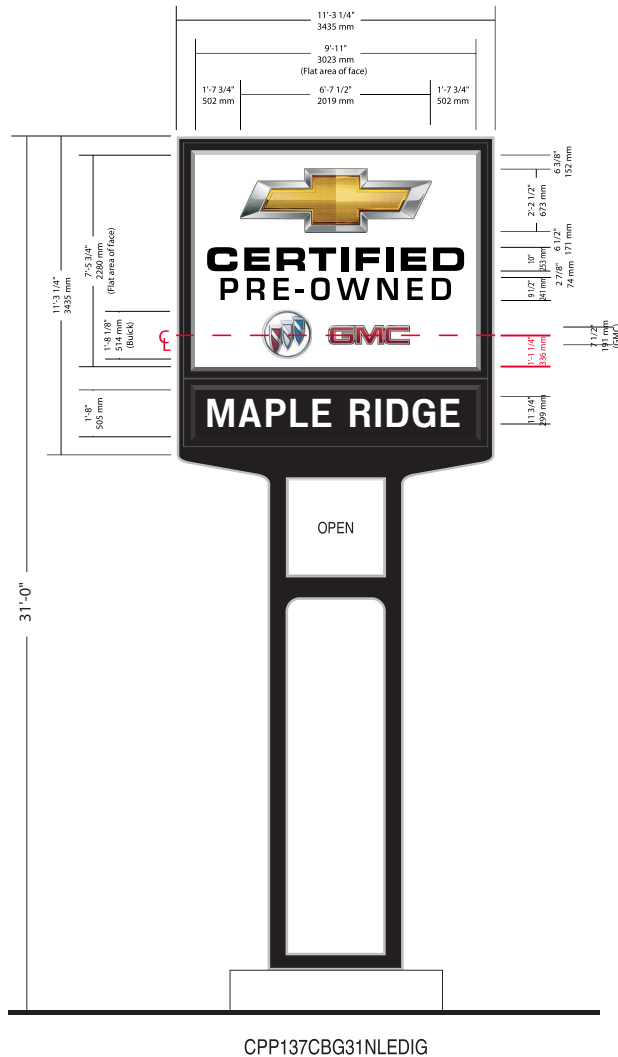 11'-3 1/4"
3435 mm
9'-11"
3023 mm
(Flat area of face)
1'-7 3/4"
502 mm
6'-7 1/2"
2019 mm
1'-7 3/4"
502 mm
6 3/8"
152 mm
2'-2 1/2"
673 mm
6 1/2"
171 mm
10"
253 mm
2 7/8"
74 mm
9 1/2"
241 mm
7 1/2"
191 mm
(GMC)
1'-1 1/4"
336 mm
11 3/4"
299 mm
31'-0"
11'-3 1/4"
3435 mm
7'-5 3/4"
2280 mm
(Flat area of face)
1'-8 1/8"
514 mm
(Buick)
1'-8"
505 mm
CL
CERTIFIED
PRE-OWNED
GMC
MAPLE RIDGE
OPEN
CPP137CBG31NLEDIG